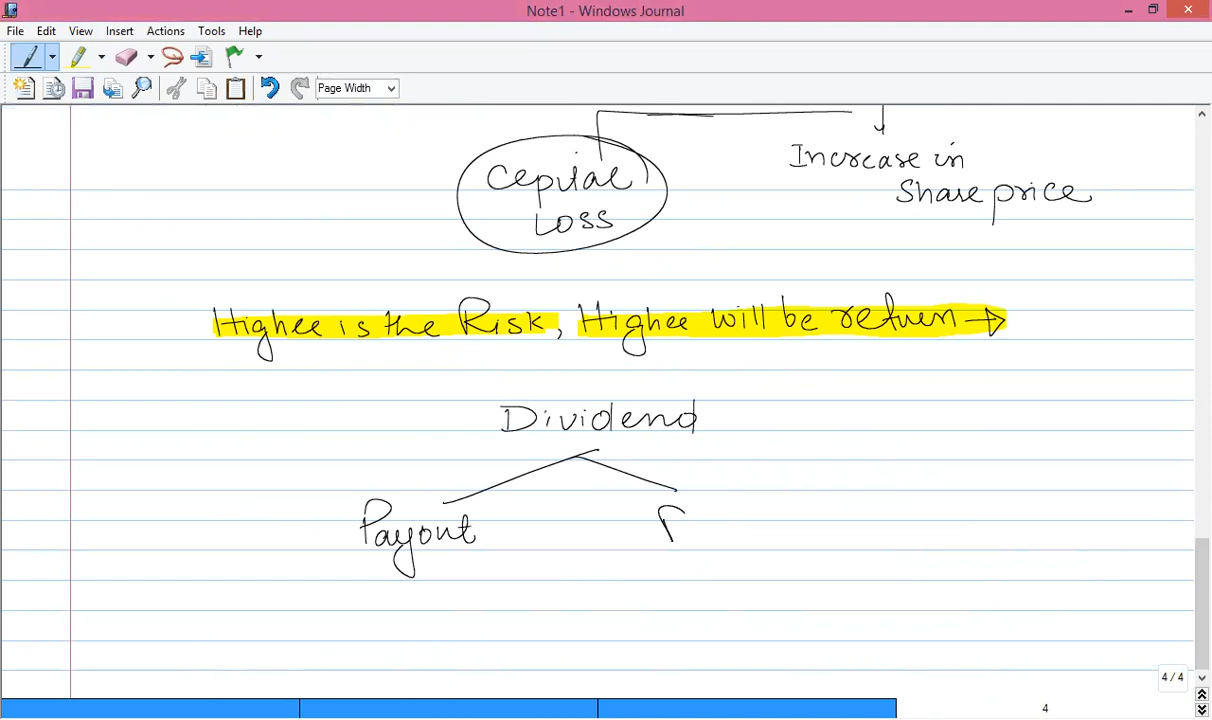 Note1 - Windows Journal
File Edit View Insert Actions Tools Help
Page Width
Increase in
Share price
Cepital
Loss
Highee is the Risk, Highee will be return →
Dividend
Payout
4 / 4
4